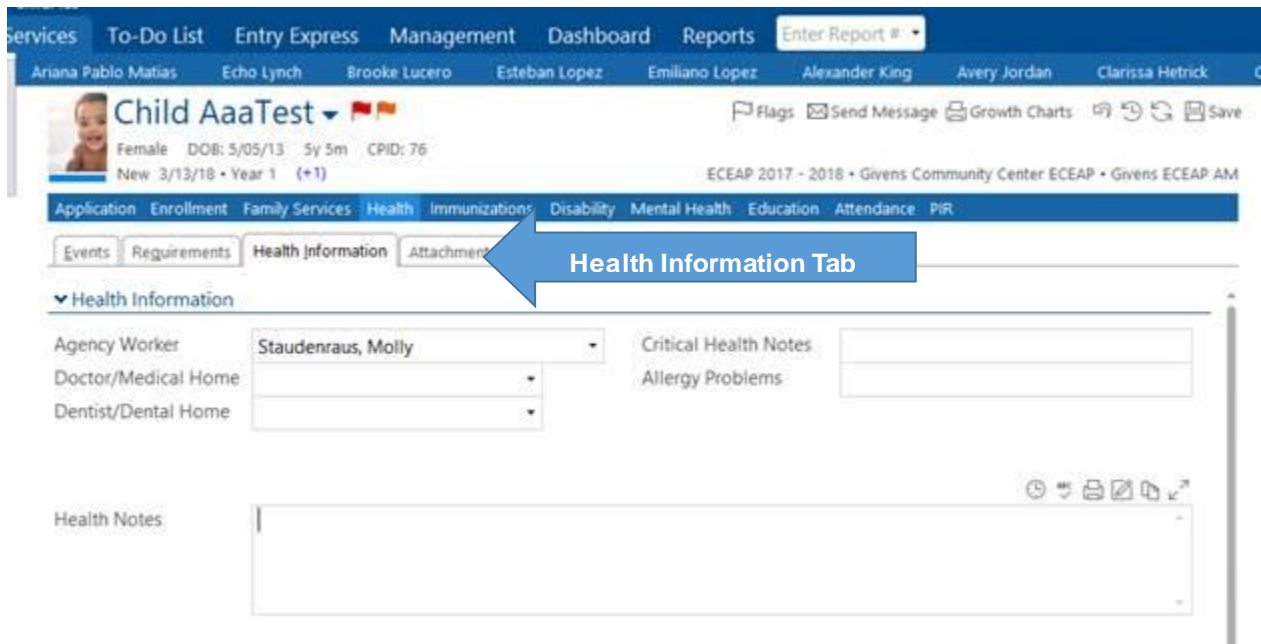 Services To-Do List Entry Express Management Dashboard Reports Enter Report #
Ariana Pablo Matias Echo Lynch Brooke Lucero Esteban Lopez Emiliano Lopez Alexander King Avery Jordan Clarissa Hetrick
Child AaaTest Flags Send Message Growth Charts Save
Female DOB: 5/05/13 5y 5m CPID: 76
New 3/13/18 • Year 1 (+1) ECEAP 2017 - 2018 • Givens Community Center ECEAP • Givens ECEAP AM
Application Enrollment Family Services Health Immunizations Disability Mental Health Education Attendance PIR
Events Requirements Health Information Attachment Health Information Tab
Health Information
Agency Worker Staudenraus, Molly Critical Health Notes
Doctor/Medical Home Allergy Problems
Dentist/Dental Home
Health Notes